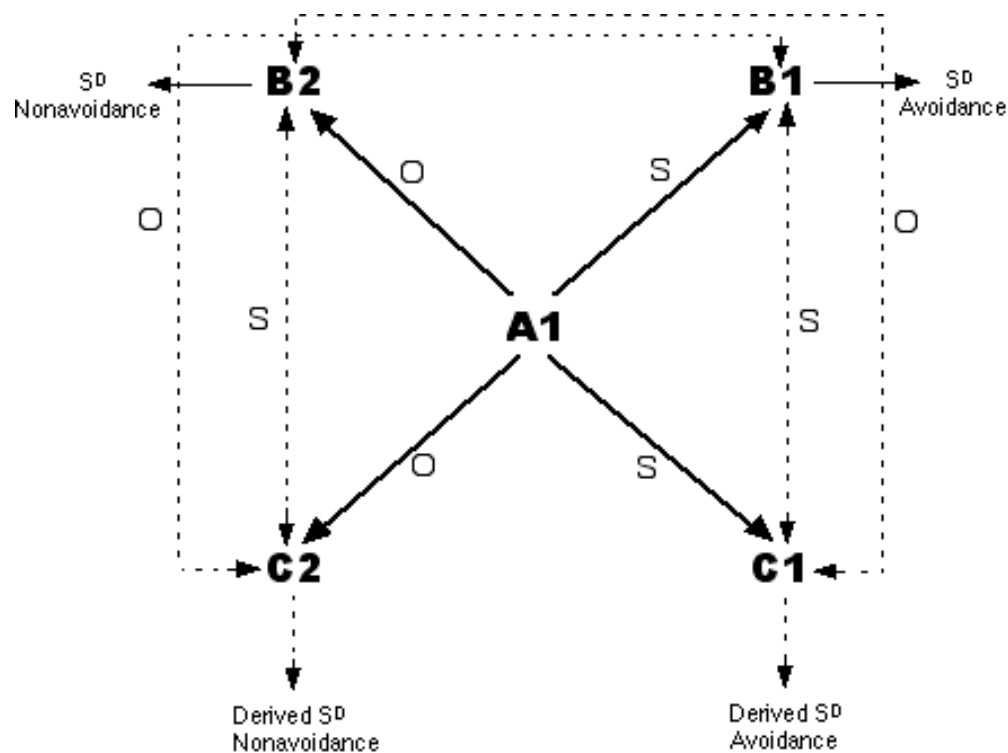 B2
B1
Sᴰ
Nonavoidance
Sᴰ
Avoidance
O
S
O
O
S
S
A1
O
S
C2
C1
Derived Sᴰ
Nonavoidance
Derived Sᴰ
Avoidance